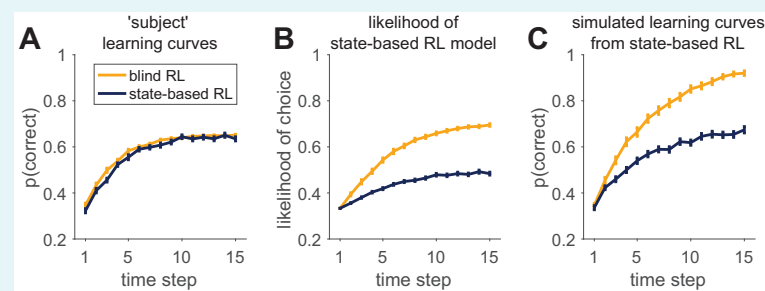 A
'subject'
learning curves
1
0.8
0.6
0.4
0.2
p(correct)
blind RL
state-based RL
1
5
10
15
time step
B
likelihood of
state-based RL model
1
0.8
0.6
0.4
0.2
likelihood of choice
1
5
10
15
time step
C
simulated learning curves
from state-based RL
1
0.8
0.6
0.4
0.2
p(correct)
1
5
10
15
time step